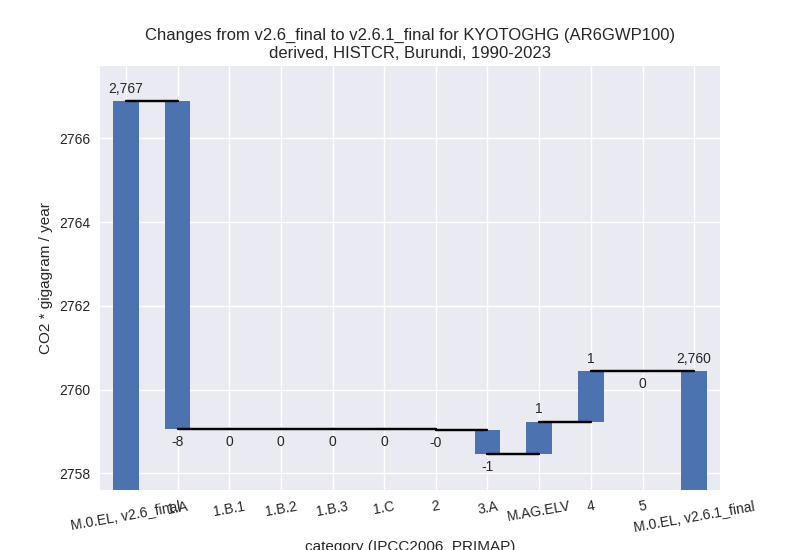 Changes from v2.6_final to v2.6.1_final for KYOTOGHG (AR6GWP100)
derived, HISTCR, Burundi, 1990-2023
2,767
2766
2764
CO2 * gigagram / year
2762
2,760
1
2760
0
1
-8
0
0
0
0
-0
-1
2758
M.0.EL, v2.6_final
1.A
1.B.1
1.B.2
1.B.3
1.C
2
3.A
M.AG.ELV
4
5
M.0.EL, v2.6.1_final
category (IPCC2006_PRIMAP)